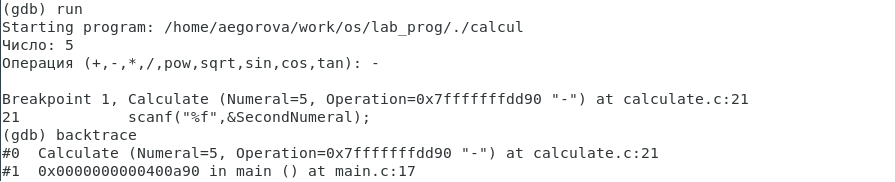 (gdb) run
Starting program: /home/aegorova/work/os/lab_prog/./calcul
Число: 5
Операция (+,-,*,/,pow,sqrt,sin,cos,tan): -
Breakpoint 1, Calculate (Numeral=5, Operation=0x7fffffffdd90 "-") at calculate.c:21
21            scanf("%f",&SecondNumeral);
(gdb) backtrace
#0  Calculate (Numeral=5, Operation=0x7fffffffdd90 "-") at calculate.c:21
#1  0x0000000000400a90 in main () at main.c:17